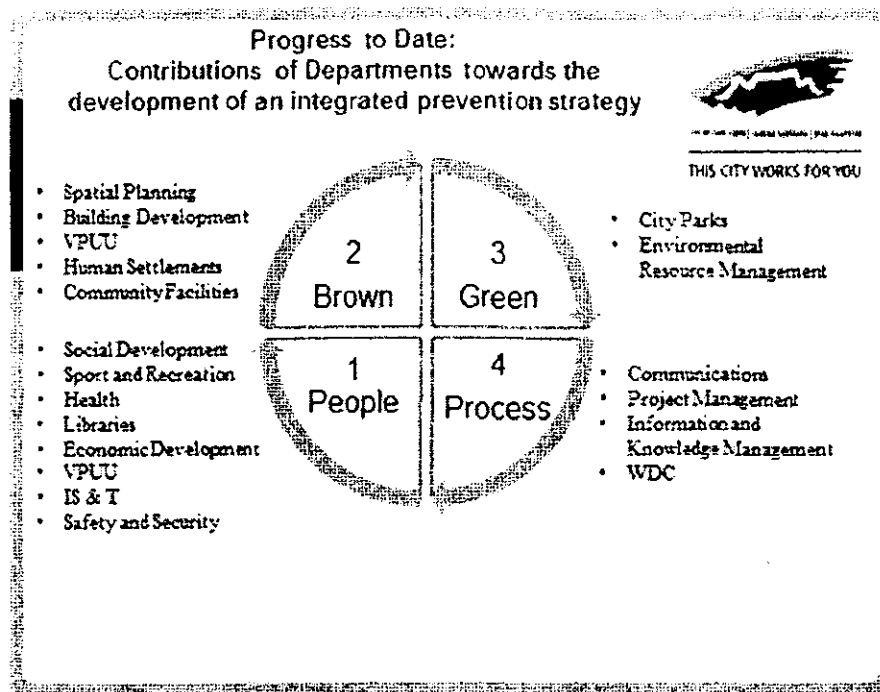 Progress to Date:
Contributions of Departments towards the
development of an integrated prevention strategy
THIS CITY WORKS FOR YOU
• Spatial Planning
• Building Development
• VPUU
• Human Settlements
• Community Facilities
2
Brown
3
Green
• City Parks
• Environmental
Resource Management
• Social Development
• Sport and Recreation
• Health
• Libraries
• Economic Development
• VPUU
• IS & T
• Safety and Security
1
People
4
Process
• Communications
• Project Management
• Information and
Knowledge Management
• WDC